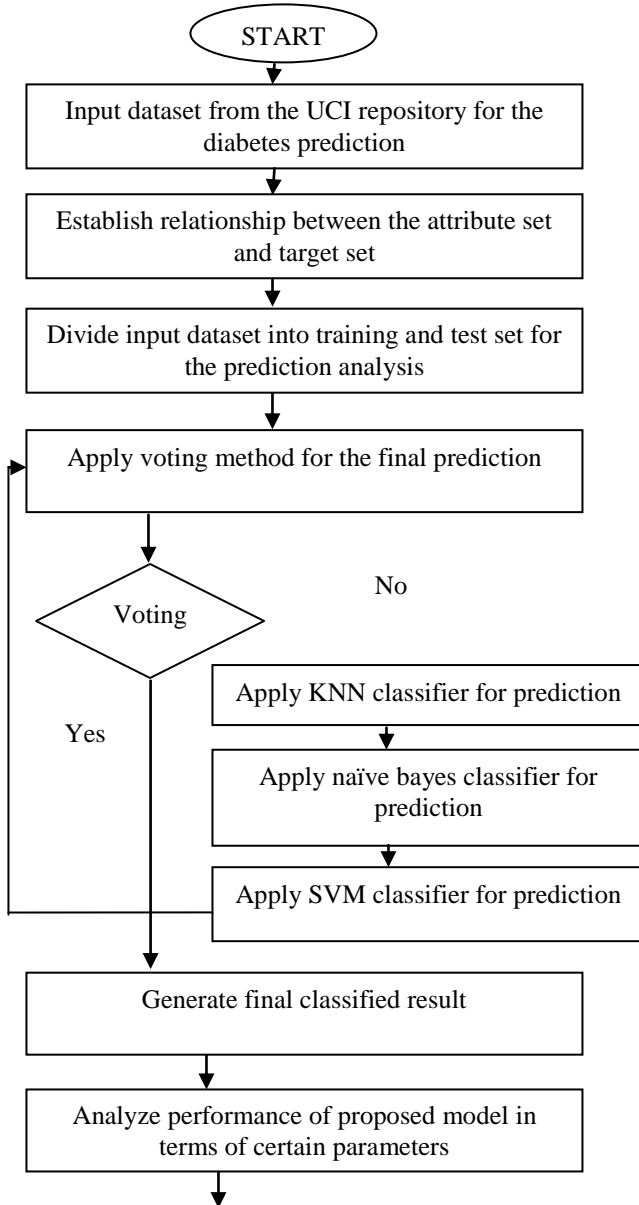 START
Input dataset from the UCI repository for the
diabetes prediction
Establish relationship between the attribute set
and target set
Divide input dataset into training and test set for
the prediction analysis
Apply voting method for the final prediction
No
Voting
Apply KNN classifier for prediction
Yes
Apply naïve bayes classifier for
prediction
Apply SVM classifier for prediction
Generate final classified result
Analyze performance of proposed model in
terms of certain parameters